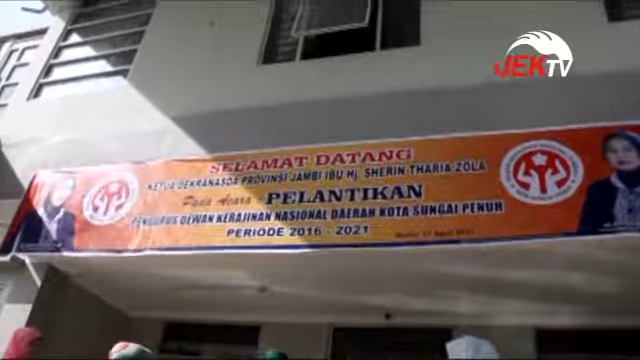 JEKTV
SELAMAT DATANG
KETUA DEKRANASDA PROVINSI JAMBI IBU Hj. SHERIN THARIA ZOLA
Pada Acara
PELANTIKAN
PENGURUS DEWAN KERAJINAN NASIONAL DAERAH KOTA SUNGAI PENUH
PERIODE 2016 - 2021